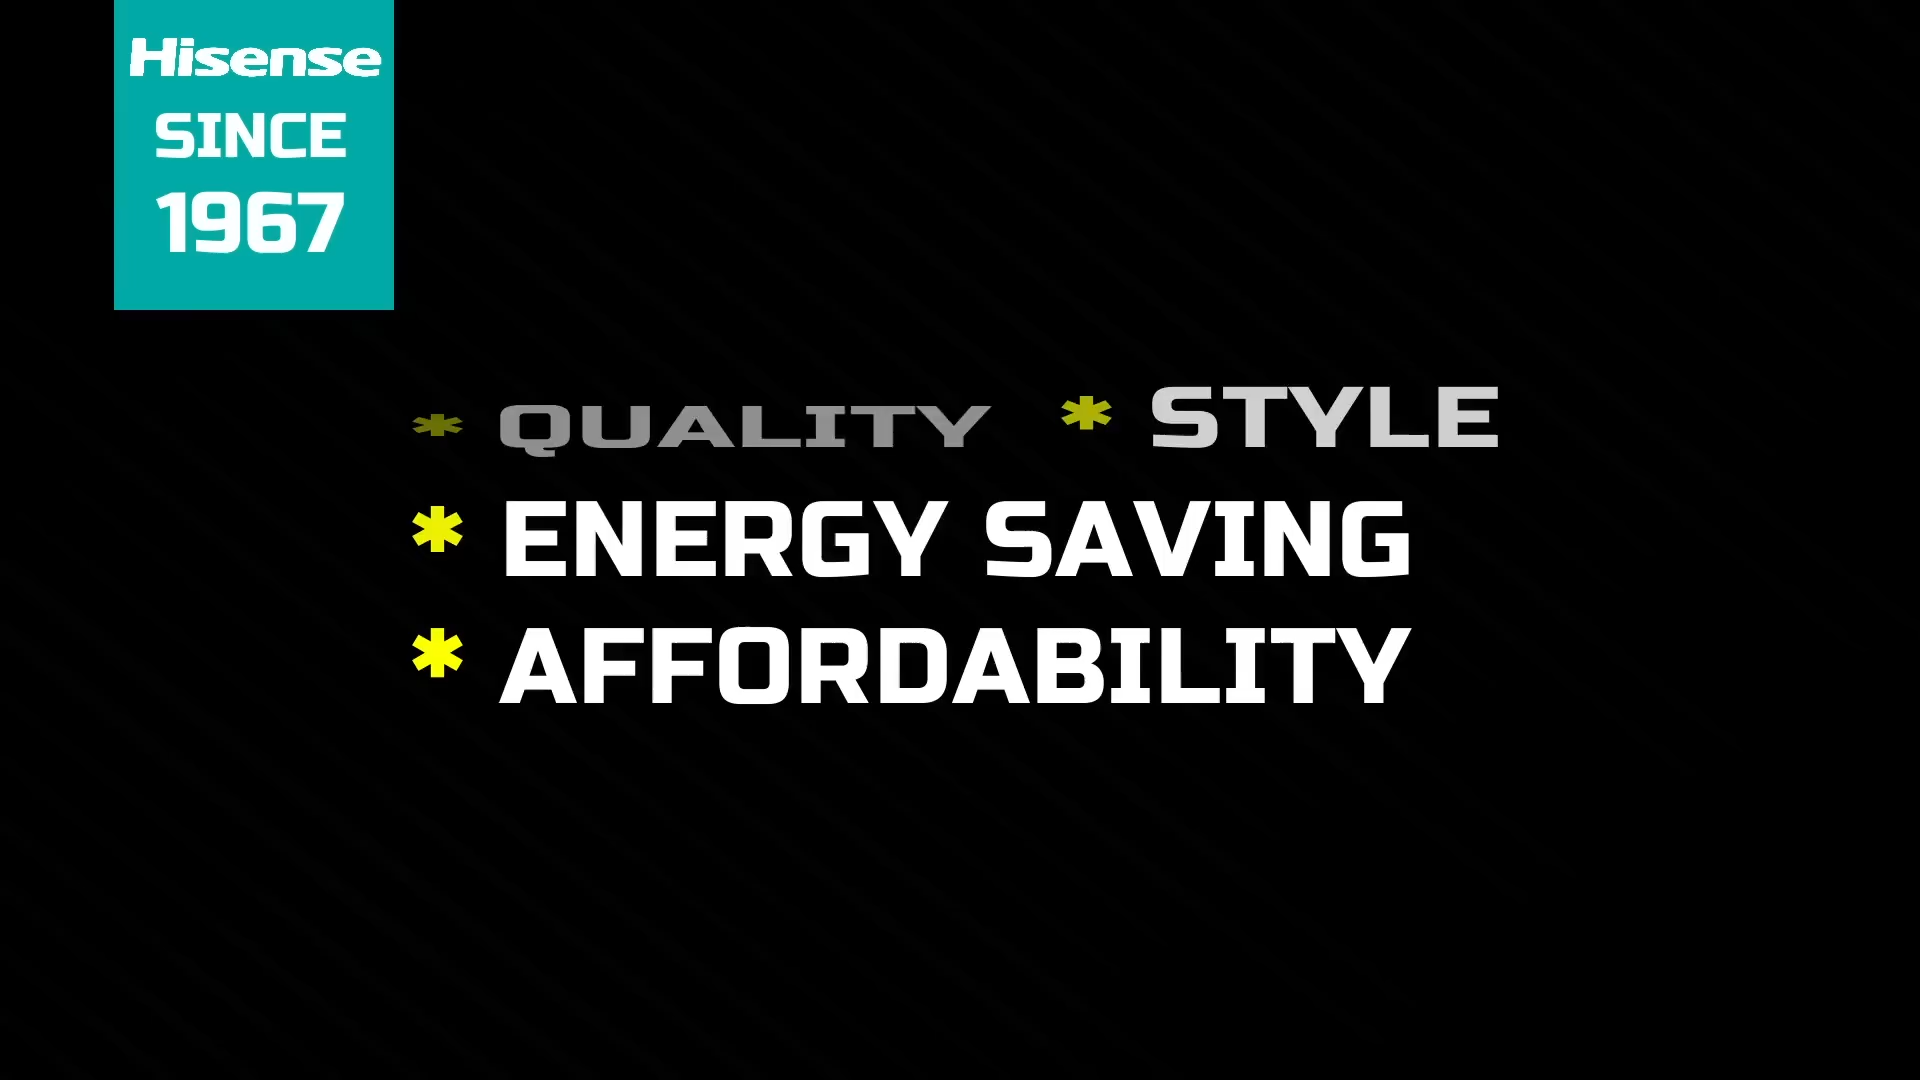 Hisense
SINCE
1967
* QUALITY * STYLE
* ENERGY SAVING
* AFFORDABILITY